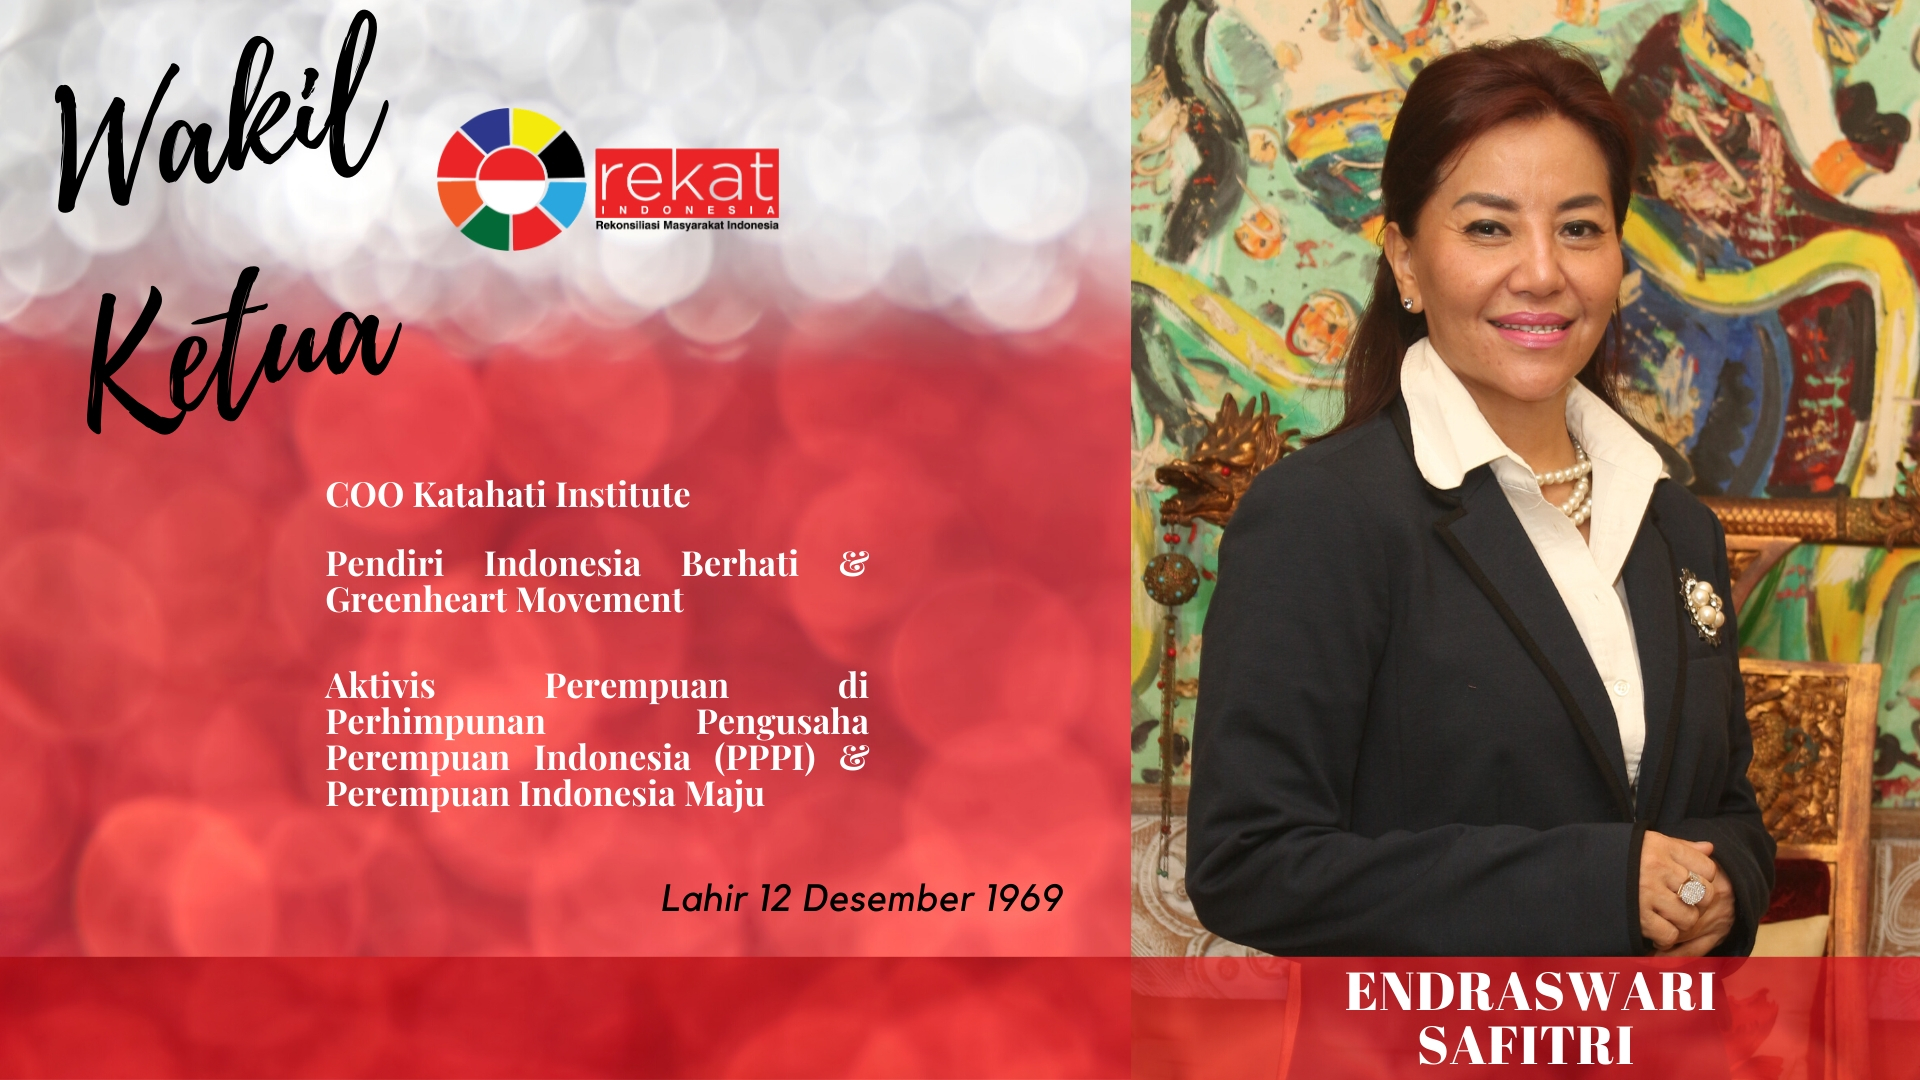 Wakil
Ketua
rekat
INDONESIA
Rekonsiliasi Masyarakat Indonesia
COO Katahati Institute
Pendiri Indonesia Berhati &
Greenheart Movement
Aktivis Perempuan di
Perhimpunan Pengusaha
Perempuan Indonesia (PPPI) &
Perempuan Indonesia Maju
Lahir 12 Desember 1969
ENDRASWARI
SAFITRI